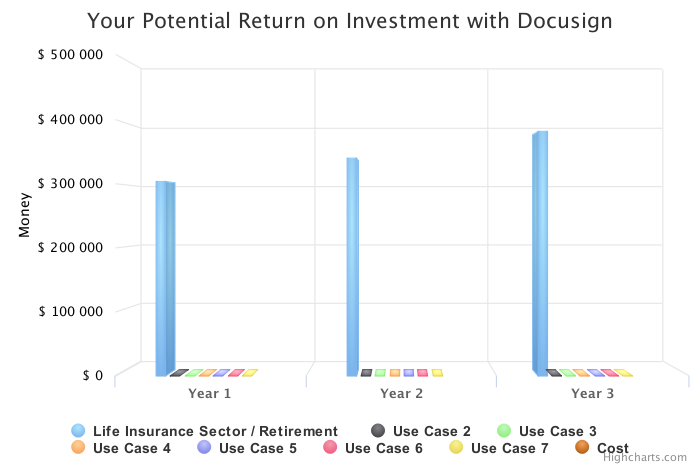 Your Potential Return on Investment with Docusign
$ 500 000
$ 400 000
$ 300 000
$ 200 000
$ 100 000
$ 0
Money
Year 1
Year 2
Year 3
Life Insurance Sector / Retirement Use Case 2 Use Case 3
Use Case 4 Use Case 5 Use Case 6 Use Case 7 Cost
Highcharts.com